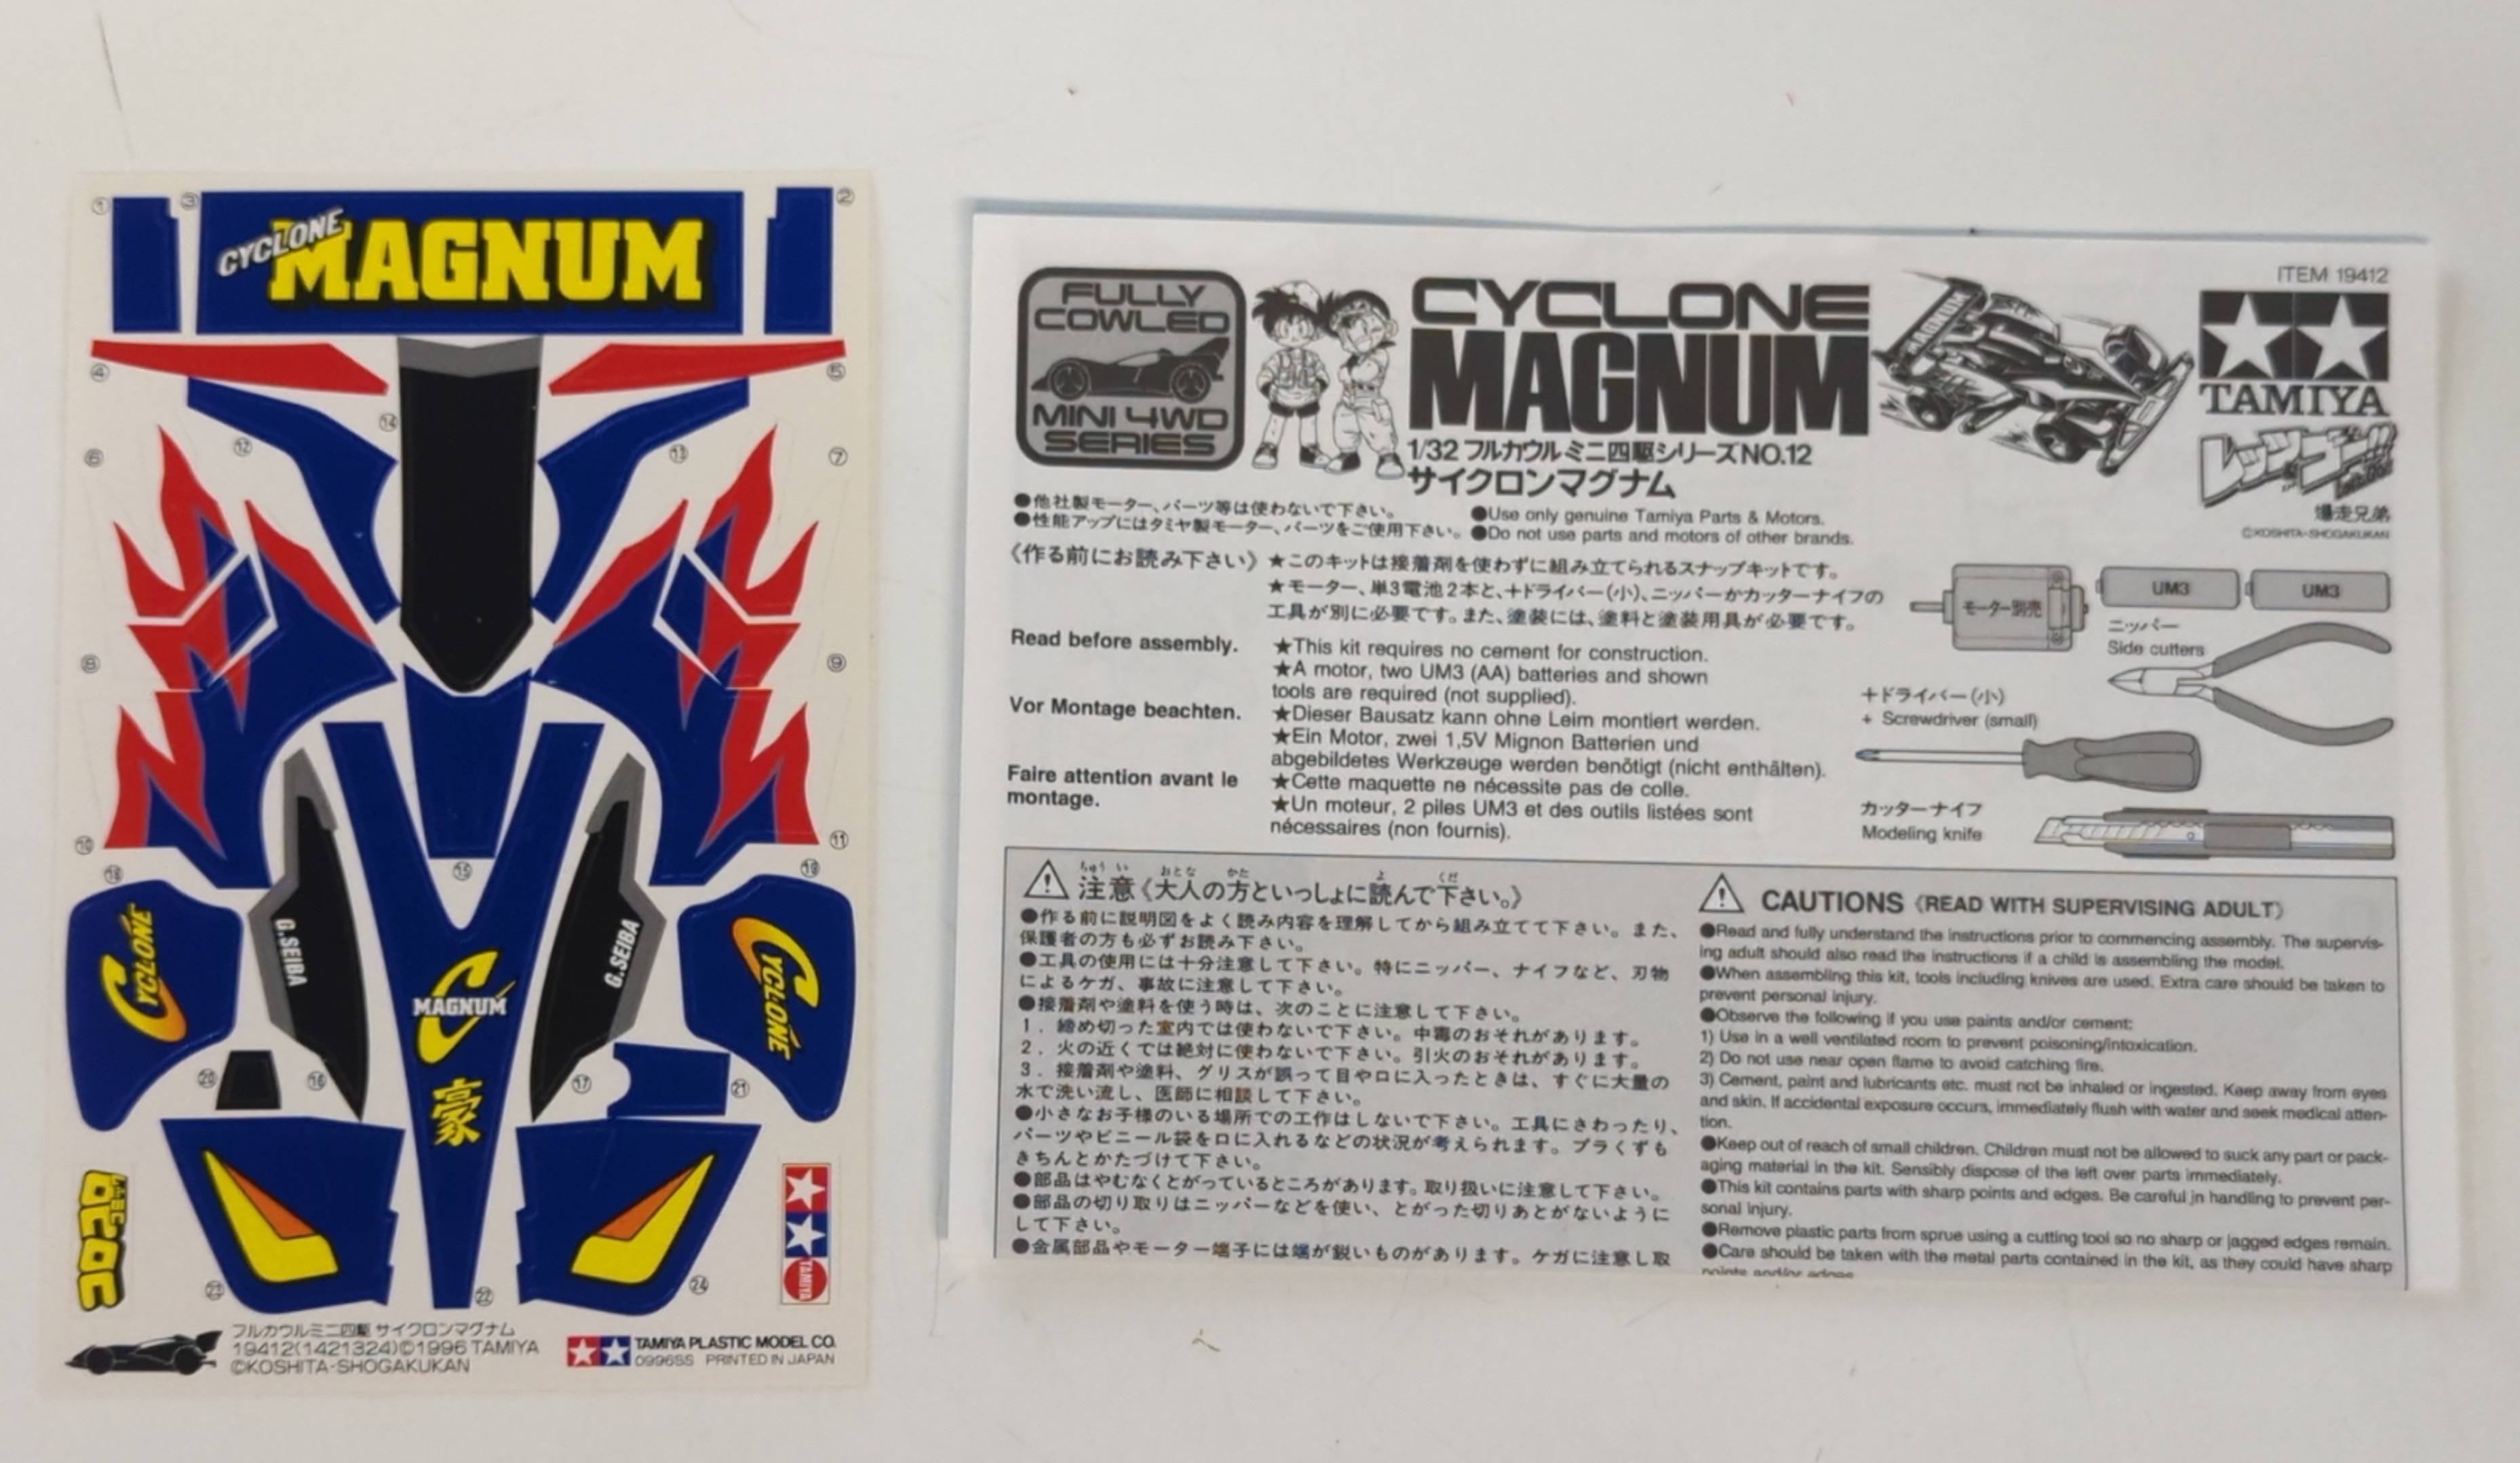 ① ③ ②
CYCLONE
MAGNUM
④ ⑤
⑭
⑫ ⑬
⑥ ⑦
⑧ ⑨
⑩ ⑪
⑮
⑱ ⑲
CYCLONE
G.SEIBA
G.SEIBA
CYCLONE
MAGNUM
豪
⑳ ⑯ ⑰ ㉑
㉓ ㉒ ㉔
TAMIYA
フルカウルミニ四駆 サイクロンマグナム
19412(1421324)©1996 TAMIYA
©KOSHITA-SHOGAKUKAN
TAMIYA PLASTIC MODEL CO.
0996SS PRINTED IN JAPAN
ITEM 19412
FULLY
COWLED
MINI 4WD
SERIES
CYCLONE
MAGNUM
MAGNUM
TAMIYA
1/32 フルカウルミニ四駆シリーズNO.12
サイクロンマグナム
レッツ&ゴー!!
爆走兄弟
©KOSHITA-SHOGAKUKAN
●他社製モーター、パーツ等は使わないで下さい。
●性能アップにはタミヤ製モーター、パーツをご使用下さい。
●Use only genuine Tamiya Parts & Motors.
●Do not use parts and motors of other brands.
《作る前にお読み下さい》
★このキットは接着剤を使わずに組み立てられるスナップキットです。
★モーター、単3電池2本と、+ドライバー(小)、ニッパーかカッターナイフの
工具が別に必要です。また、塗装には、塗料と塗装用具が必要です。
Read before assembly.
★This kit requires no cement for construction.
★A motor, two UM3 (AA) batteries and shown
tools are required (not supplied).
Vor Montage beachten.
★Dieser Bausatz kann ohne Leim montiert werden.
★Ein Motor, zwei 1,5V Mignon Batterien und
abgebildetes Werkzeuge werden benötigt (nicht enthälten).
Faire attention avant le
montage.
★Cette maquette ne nécessite pas de colle.
★Un moteur, 2 piles UM3 et des outils listées sont
nécessaires (non fournis).
モーター別売
UM3
UM3
ニッパー
Side cutters
+ドライバー(小)
+ Screwdriver (small)
カッターナイフ
Modeling knife
ちゅうい おとな かた よ くだ
注意《大人の方といっしょに読んで下さい。》
●作る前に説明図をよく読み内容を理解してから組み立てて下さい。また、
保護者の方も必ずお読み下さい。
●工具の使用には十分注意して下さい。特にニッパー、ナイフなど、刃物
によるケガ、事故に注意して下さい。
●接着剤や塗料を使う時は、次のことに注意して下さい。
1．締め切った室内では使わないで下さい。中毒のおそれがあります。
2．火の近くでは絶対に使わないで下さい。引火のおそれがあります。
3．接着剤や塗料、グリスが誤って目や口に入ったときは、すぐに大量の
水で洗い流し、医師に相談して下さい。
●小さなお子様のいる場所での工作はしないで下さい。工具にさわったり、
パーツやビニール袋を口に入れるなどの状況が考えられます。プラくずも
きちんとかたづけて下さい。
●部品はやむなくとがっているところがあります。取り扱いに注意して下さい。
●部品の切り取りはニッパーなどを使い、とがった切りあとがないように
して下さい。
●金属部品やモーター端子には端が鋭いものがあります。ケガに注意し取
CAUTIONS《READ WITH SUPERVISING ADULT》
●Read and fully understand the instructions prior to commencing assembly. The supervis-
ing adult should also read the instructions if a child is assembling the model.
●When assembling this kit, tools including knives are used. Extra care should be taken to
prevent personal injury.
●Observe the following if you use paints and/or cement:
1) Use in a well ventilated room to prevent poisoning/intoxication.
2) Do not use near open flame to avoid catching fire.
3) Cement, paint and lubricants etc. must not be inhaled or ingested. Keep away from eyes
and skin. If accidental exposure occurs, immediately flush with water and seek medical atten-
tion.
●Keep out of reach of small children. Children must not be allowed to suck any part or pack-
aging material in the kit. Sensibly dispose of the left over parts immediately.
●This kit contains parts with sharp points and edges. Be careful in handling to prevent per-
sonal injury.
●Remove plastic parts from sprue using a cutting tool so no sharp or jagged edges remain.
●Care should be taken with the metal parts contained in the kit, as they could have sharp
points and/or edges.